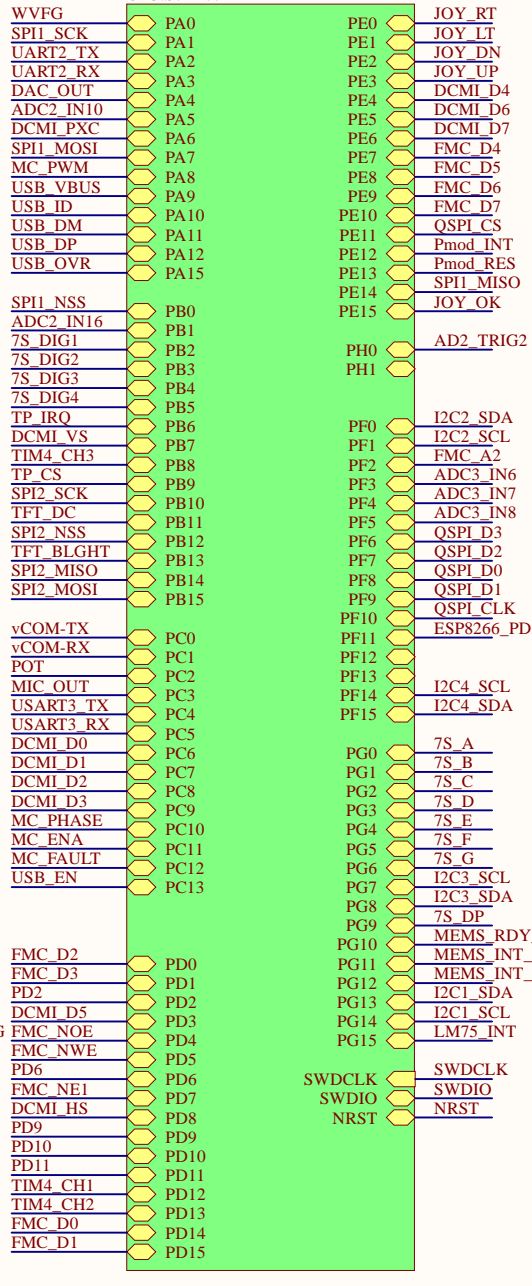 WVFG PA0
SPI1_SCK PA1
UART2_TX PA2
UART2_RX PA3
DAC_OUT PA4
ADC2_IN10 PA5
DCMI_PXC PA6
SPI1_MOSI PA7
MC_PWM PA8
USB_VBUS PA9
USB_ID PA10
USB_DM PA11
USB_DP PA12
USB_OVR PA15
SPI1_NSS PB0
ADC2_IN16 PB1
7S_DIG1 PB2
7S_DIG2 PB3
7S_DIG3 PB4
7S_DIG4 PB5
TP_IRQ PB6
DCMI_VS PB7
TIM4_CH3 PB8
TP_CS PB9
SPI2_SCK PB10
TFT_DC PB11
SPI2_NSS PB12
TFT_BLGHT PB13
SPI2_MISO PB14
SPI2_MOSI PB15
vCOM-TX PC0
vCOM-RX PC1
POT PC2
MIC_OUT PC3
USART3_TX PC4
USART3_RX PC5
DCMI_D0 PC6
DCMI_D1 PC7
DCMI_D2 PC8
DCMI_D3 PC9
MC_PHASE PC10
MC_ENA PC11
MC_FAULT PC12
USB_EN PC13
FMC_D2 PD0
FMC_D3 PD1
PD2 PD2
DCMI_D5 PD3
G FMC_NOE PD4
FMC_NWE PD5
PD6 PD6
FMC_NE1 PD7
DCMI_HS PD8
PD9 PD9
PD10 PD10
PD11 PD11
TIM4_CH1 PD12
TIM4_CH2 PD13
FMC_D0 PD14
FMC_D1 PD15
PE0 JOY_RT
PE1 JOY_LT
PE2 JOY_DN
PE3 JOY_UP
PE4 DCMI_D4
PE5 DCMI_D6
PE6 DCMI_D7
PE7 FMC_D4
PE8 FMC_D5
PE9 FMC_D6
PE10 FMC_D7
PE11 QSPI_CS
PE12 Pmod_INT
PE13 Pmod_RES
PE14 SPI1_MISO
PE15 JOY_OK
PH0 AD2_TRIG2
PH1
PF0 I2C2_SDA
PF1 I2C2_SCL
PF2 FMC_A2
PF3 ADC3_IN6
PF4 ADC3_IN7
PF5 ADC3_IN8
PF6 QSPI_D3
PF7 QSPI_D2
PF8 QSPI_D0
PF9 QSPI_D1
PF10 QSPI_CLK
PF11 ESP8266_PD
PF12
PF13
PF14 I2C4_SCL
PF15 I2C4_SDA
PG0 7S_A
PG1 7S_B
PG2 7S_C
PG3 7S_D
PG4 7S_E
PG5 7S_F
PG6 7S_G
PG7 I2C3_SCL
PG8 I2C3_SDA
PG9 7S_DP
PG10 MEMS_RDY_
PG11 MEMS_INT_
PG12 MEMS_INT_
PG13 I2C1_SDA
PG14 I2C1_SCL
PG15 LM75_INT
SWDCLK SWDCLK
SWDIO SWDIO
NRST NRST